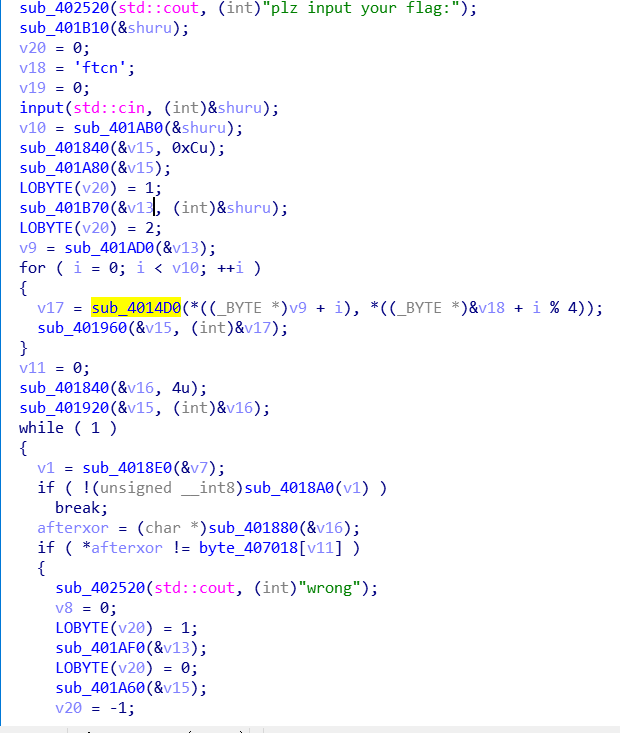 sub_402520(std::cout, (int)"plz input your flag:");
sub_401B10(&shuru);
v20 = 0;
v18 = 'ftcn';
v19 = 0;
input(std::cin, (int)&shuru);
v10 = sub_401AB0(&shuru);
sub_401840(&v15, 0xCu);
sub_401A80(&v15);
LOBYTE(v20) = 1;
sub_401B70(&v13, (int)&shuru);
LOBYTE(v20) = 2;
v9 = sub_401AD0(&v13);
for ( i = 0; i < v10; ++i )
{
v17 = sub_4014D0(*((_BYTE *)v9 + i), *((_BYTE *)&v18 + i % 4));
sub_401960(&v15, (int)&v17);
}
v11 = 0;
sub_401840(&v16, 4u);
sub_401920(&v15, (int)&v16);
while ( 1 )
{
v1 = sub_4018E0(&v7);
if ( !(unsigned __int8)sub_4018A0(v1) )
break;
afterxor = (char *)sub_401880(&v16);
if ( *afterxor != byte_407018[v11] )
{
sub_402520(std::cout, (int)"wrong");
v8 = 0;
LOBYTE(v20) = 1;
sub_401AF0(&v13);
LOBYTE(v20) = 0;
sub_401A60(&v15);
v20 = -1;